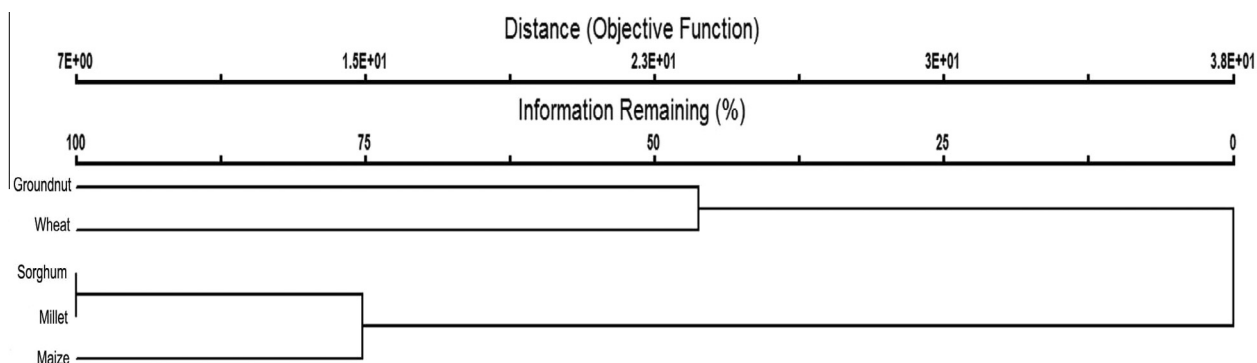 Distance (Objective Function)
7E+00 1.5E+01 2.3E+01 3E+01 3.8E+01
Information Remaining (%)
100 75 50 25 0
Groundnut
Wheat
Sorghum
Millet
Maize